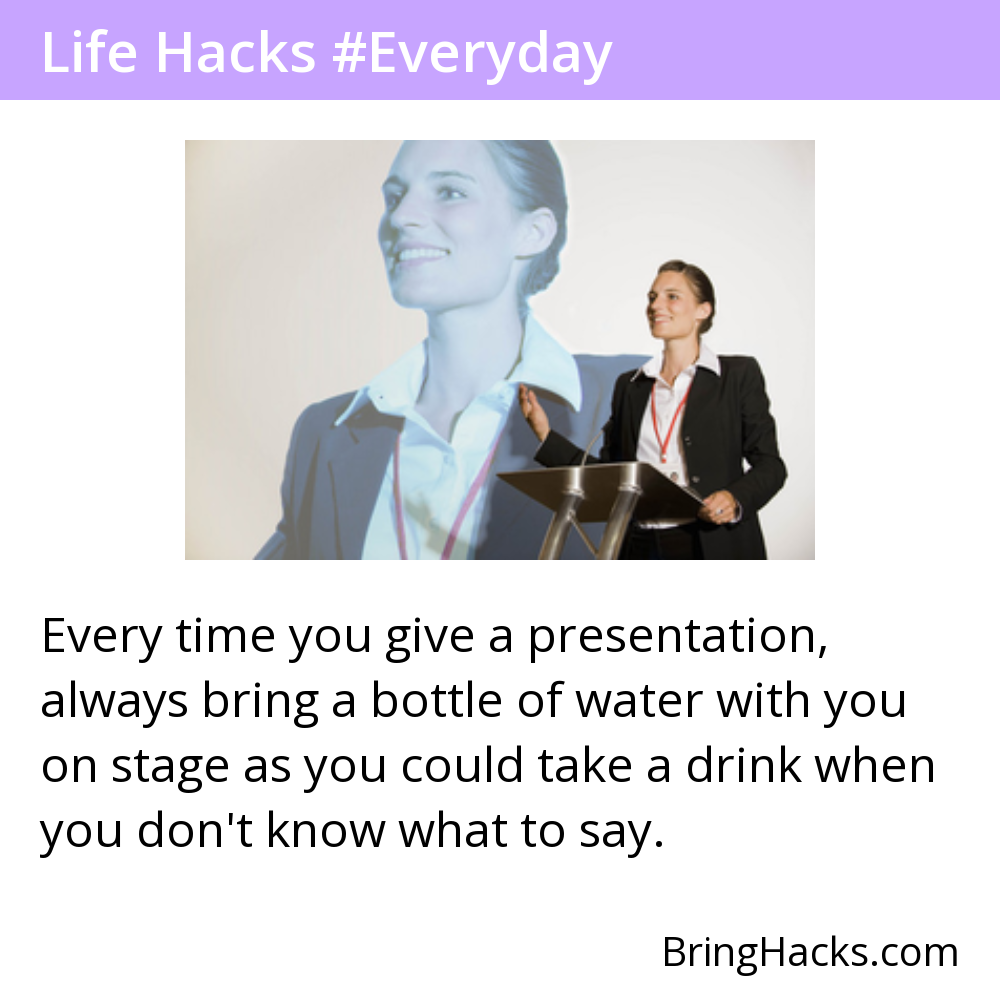 Life Hacks #Everyday
Every time you give a presentation,
always bring a bottle of water with you
on stage as you could take a drink when
you don't know what to say.
BringHacks.com